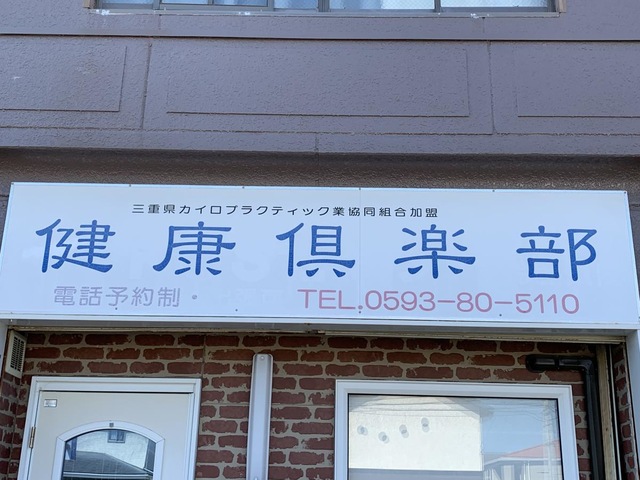 三重県カイロプラクティック業協同組合加盟
健康倶楽部
電話予約制・ TEL.0593-80-5110